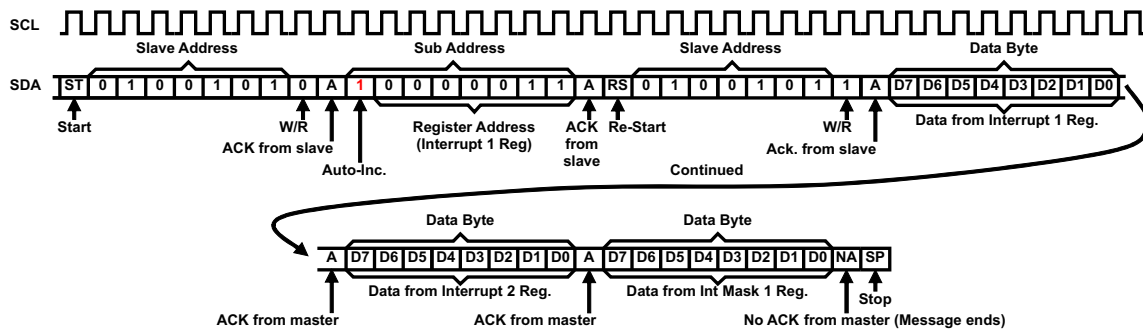 SCL
Slave Address Sub Address Slave Address Data Byte
SDA ST 0 1 0 0 1 0 1 0 A 1 0 0 0 0 0 1 1 A RS 0 1 0 0 1 0 1 1 A D7 D6 D5 D4 D3 D2 D1 D0
Start W/R Register Address ACK Re-Start W/R Data from Interrupt 1 Reg.
ACK from slave (Interrupt 1 Reg) from Ack. from slave
slave
Auto-Inc. Continued
Data Byte Data Byte
A D7 D6 D5 D4 D3 D2 D1 D0 A D7 D6 D5 D4 D3 D2 D1 D0 NA SP
Data from Interrupt 2 Reg. Data from Int Mask 1 Reg. Stop
ACK from master ACK from master No ACK from master (Message ends)